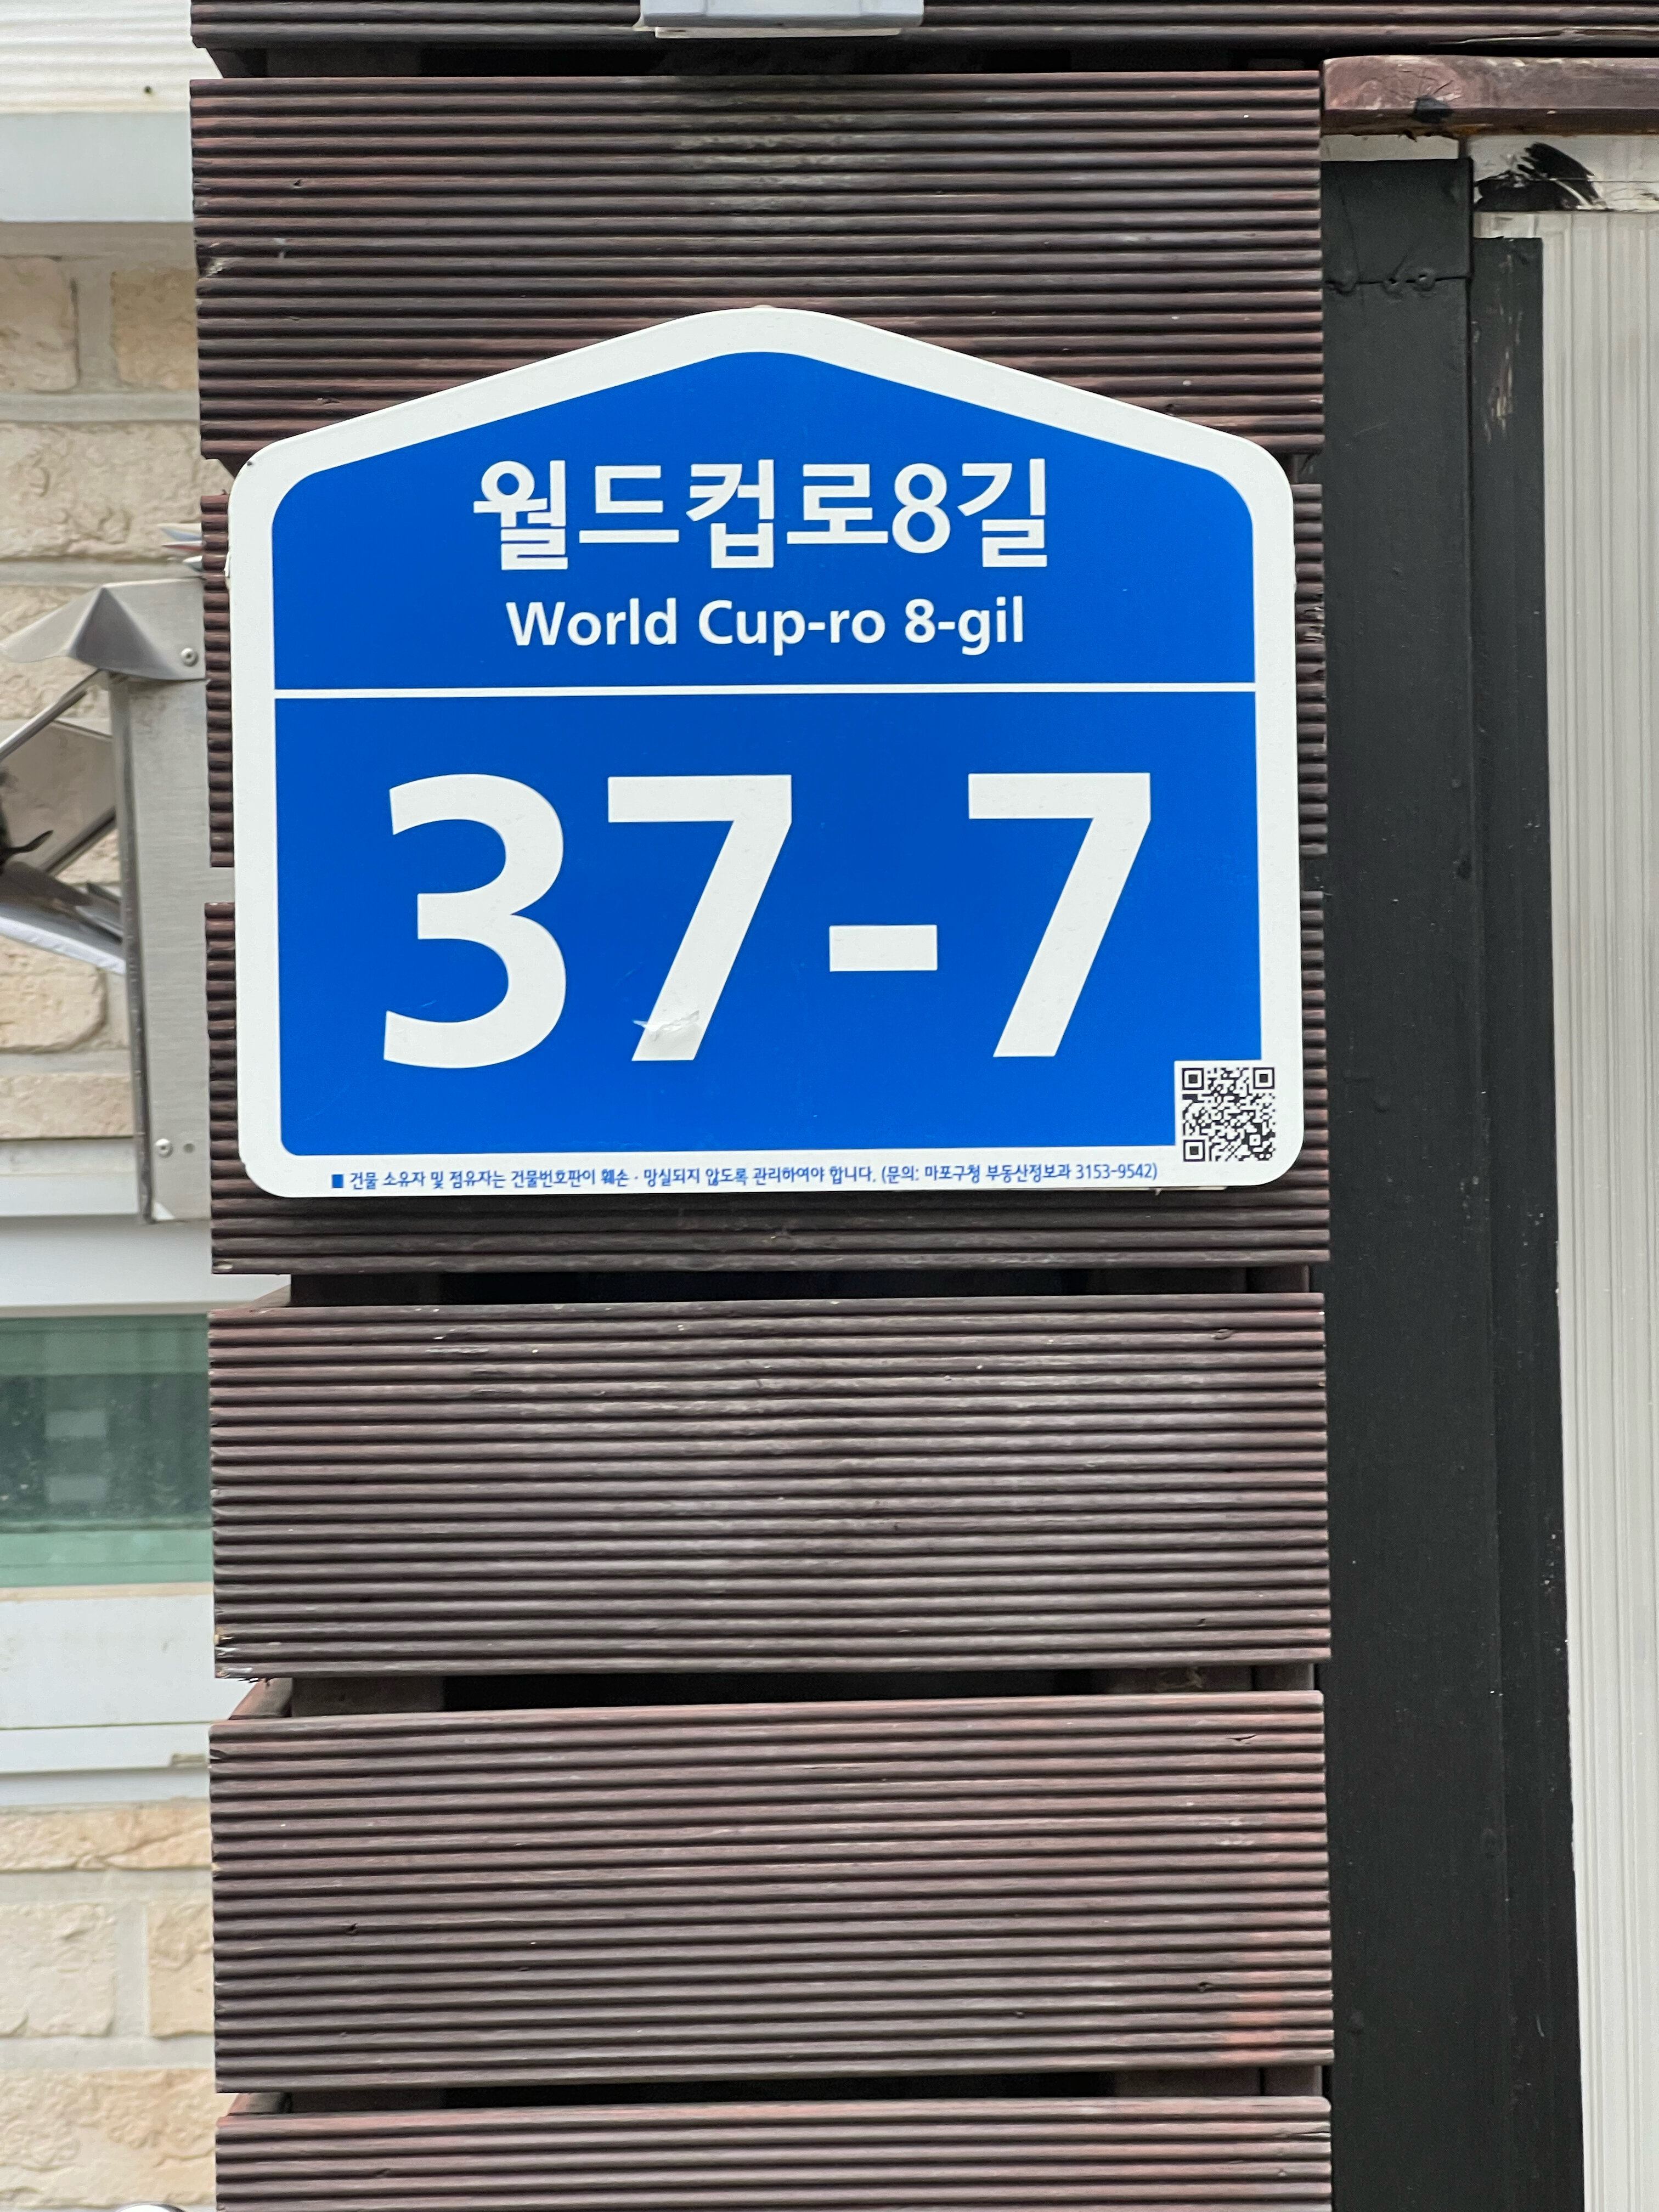 월드컵로8길
World Cup-ro 8-gil
37-7
■ 건물 소유자 및 점유자는 건물번호판이 훼손·망실되지 않도록 관리하여야 합니다. (문의: 마포구청 부동산정보과 3153-9542)